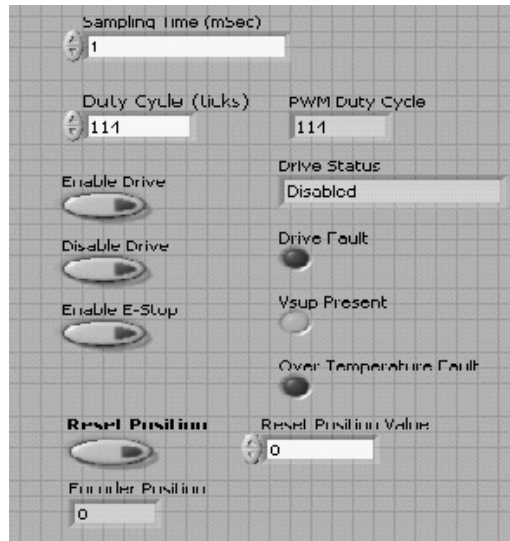 Sampling Time (mSec)
1
Duty Cycle (ticks)
PWM Duty Cycle
114
114
Enable Drive
Drive Status
Disabled
Disable Drive
Drive Fault
Enable E-Stop
Vsup Present
Over Temperature Fault
Reset Position
Reset Position Value
0
Encoder Position
0